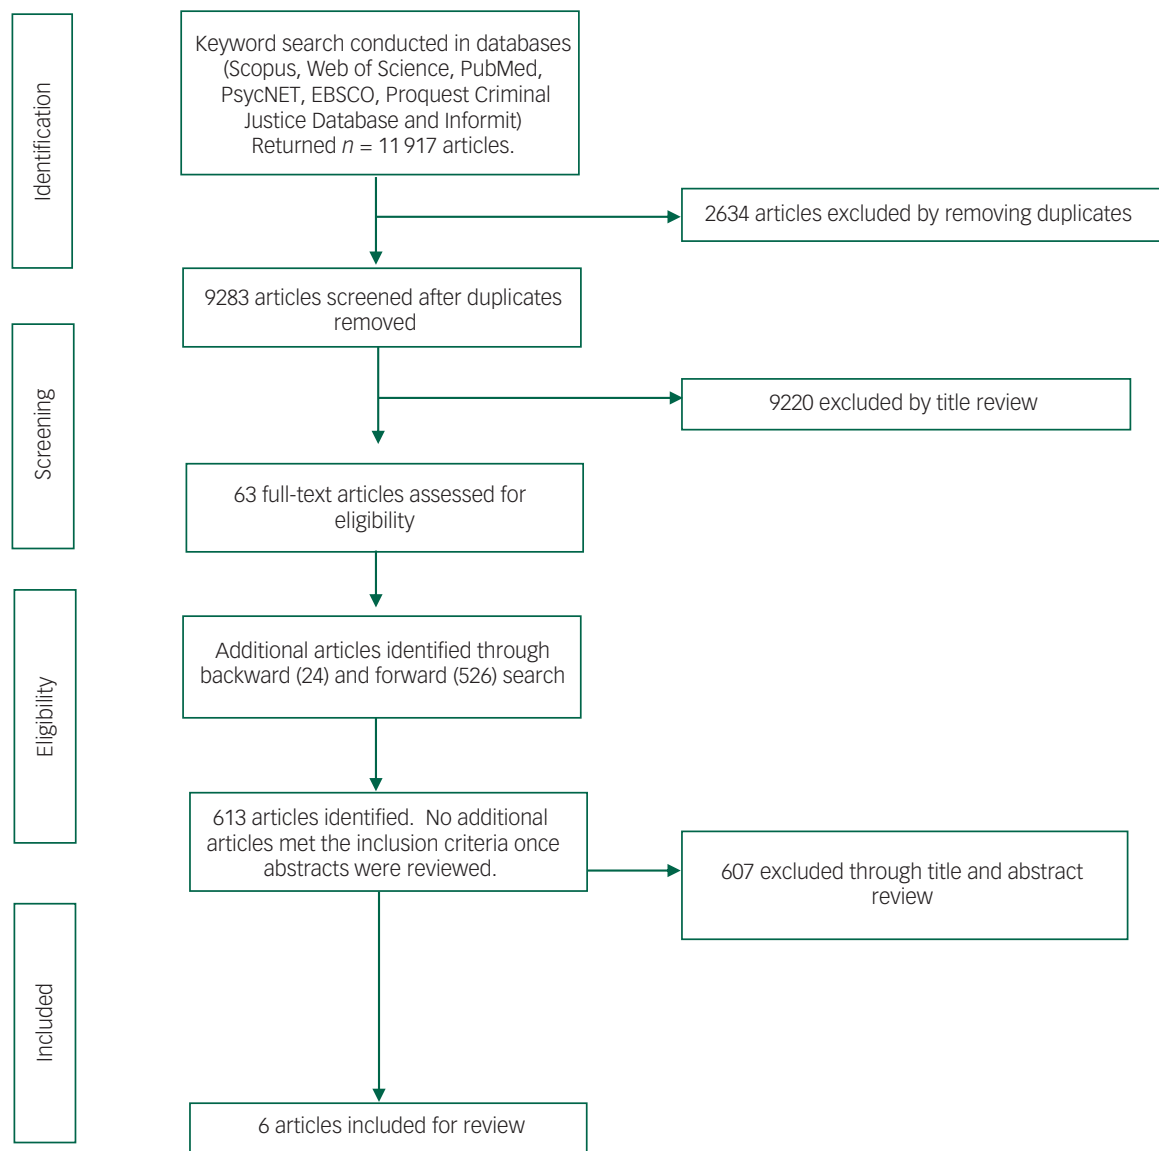 Identification
Keyword search conducted in databases
(Scopus, Web of Science, PubMed,
PsycNET, EBSCO, Proquest Criminal
Justice Database and Informit)
Returned n = 11 917 articles.
2634 articles excluded by removing duplicates
9283 articles screened after duplicates
removed
Screening
9220 excluded by title review
63 full-text articles assessed for
eligibility
Eligibility
Additional articles identified through
backward (24) and forward (526) search
613 articles identified. No additional
articles met the inclusion criteria once
abstracts were reviewed.
607 excluded through title and abstract
review
Included
6 articles included for review